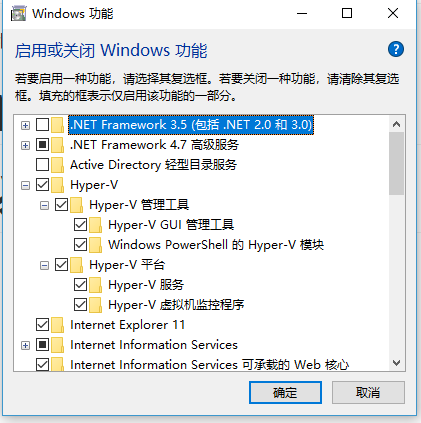 Windows 功能
启用或关闭 Windows 功能
若要启用一种功能，请选择其复选框。若要关闭一种功能，请清除其复选
框。填充的框表示仅启用该功能的一部分。
.NET Framework 3.5 (包括 .NET 2.0 和 3.0)
.NET Framework 4.7 高级服务
Active Directory 轻型目录服务
Hyper-V
Hyper-V 管理工具
Hyper-V GUI 管理工具
Windows PowerShell 的 Hyper-V 模块
Hyper-V 平台
Hyper-V 服务
Hyper-V 虚拟机监控程序
Internet Explorer 11
Internet Information Services
Internet Information Services 可承载的 Web 核心
确定
取消